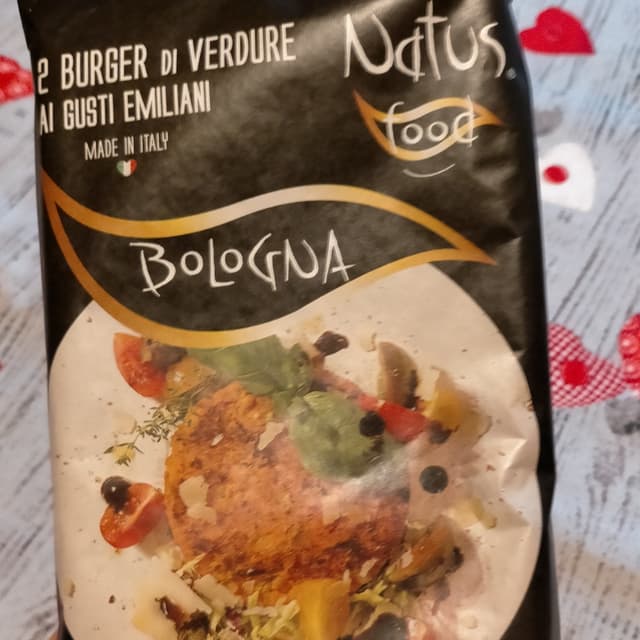 2 BURGER DI VERDURE
AI GUSTI EMILIANI
MADE IN ITALY
Natus
food
BOLOGNA